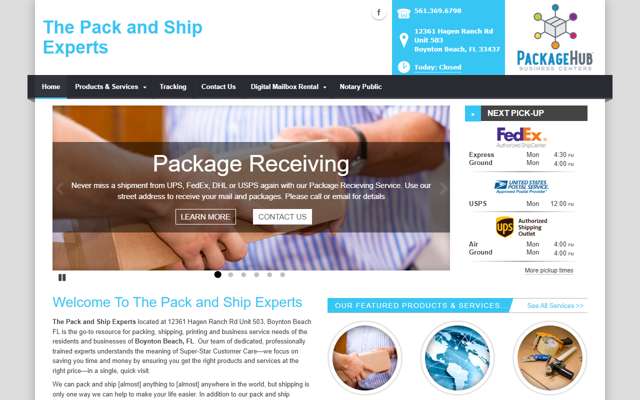 The Pack and Ship
Experts
f
561.369.6798
12361 Hagen Ranch Rd
Unit 503
Boynton Beach, FL 33437
Today: Closed
PACKAGEHUB
BUSINESS CENTERS
Home Products & Services Tracking Contact Us Digital Mailbox Rental Notary Public
Package Receiving
Never miss a shipment from UPS, FedEx, DHL or USPS again with our Package Recieving Service. Use our
street address to receive your mail and packages. Please call or email for details
LEARN MORE CONTACT US
» NEXT PICK-UP
FedEx
Authorized ShipCenter
Express Mon 4:30 PM
Ground Mon 4:00 PM
UNITED STATES
POSTAL SERVICE
Approved Postal Provider
USPS Mon 12:00 PM
ups Authorized
Shipping
Outlet
Air Mon 4:00 PM
Ground Mon 4:00 PM
More pickup times
Welcome To The Pack and Ship Experts
The Pack and Ship Experts located at 12361 Hagen Ranch Rd Unit 503, Boynton Beach
FL is the go-to resource for packing, shipping, printing and business service needs of the
residents and businesses of Boynton Beach, FL. Our team of dedicated, professionally
trained experts understands the meaning of Super-Star Customer Care—we focus on
saving you time and money by ensuring you get the right products and services at the
right price—in a single, quick visit
We can pack and ship [almost] anything to [almost] anywhere in the world, but shipping is
only one way we can help to make your life easier. In addition to our pack and ship
OUR FEATURED PRODUCTS & SERVICES... See All Services >>